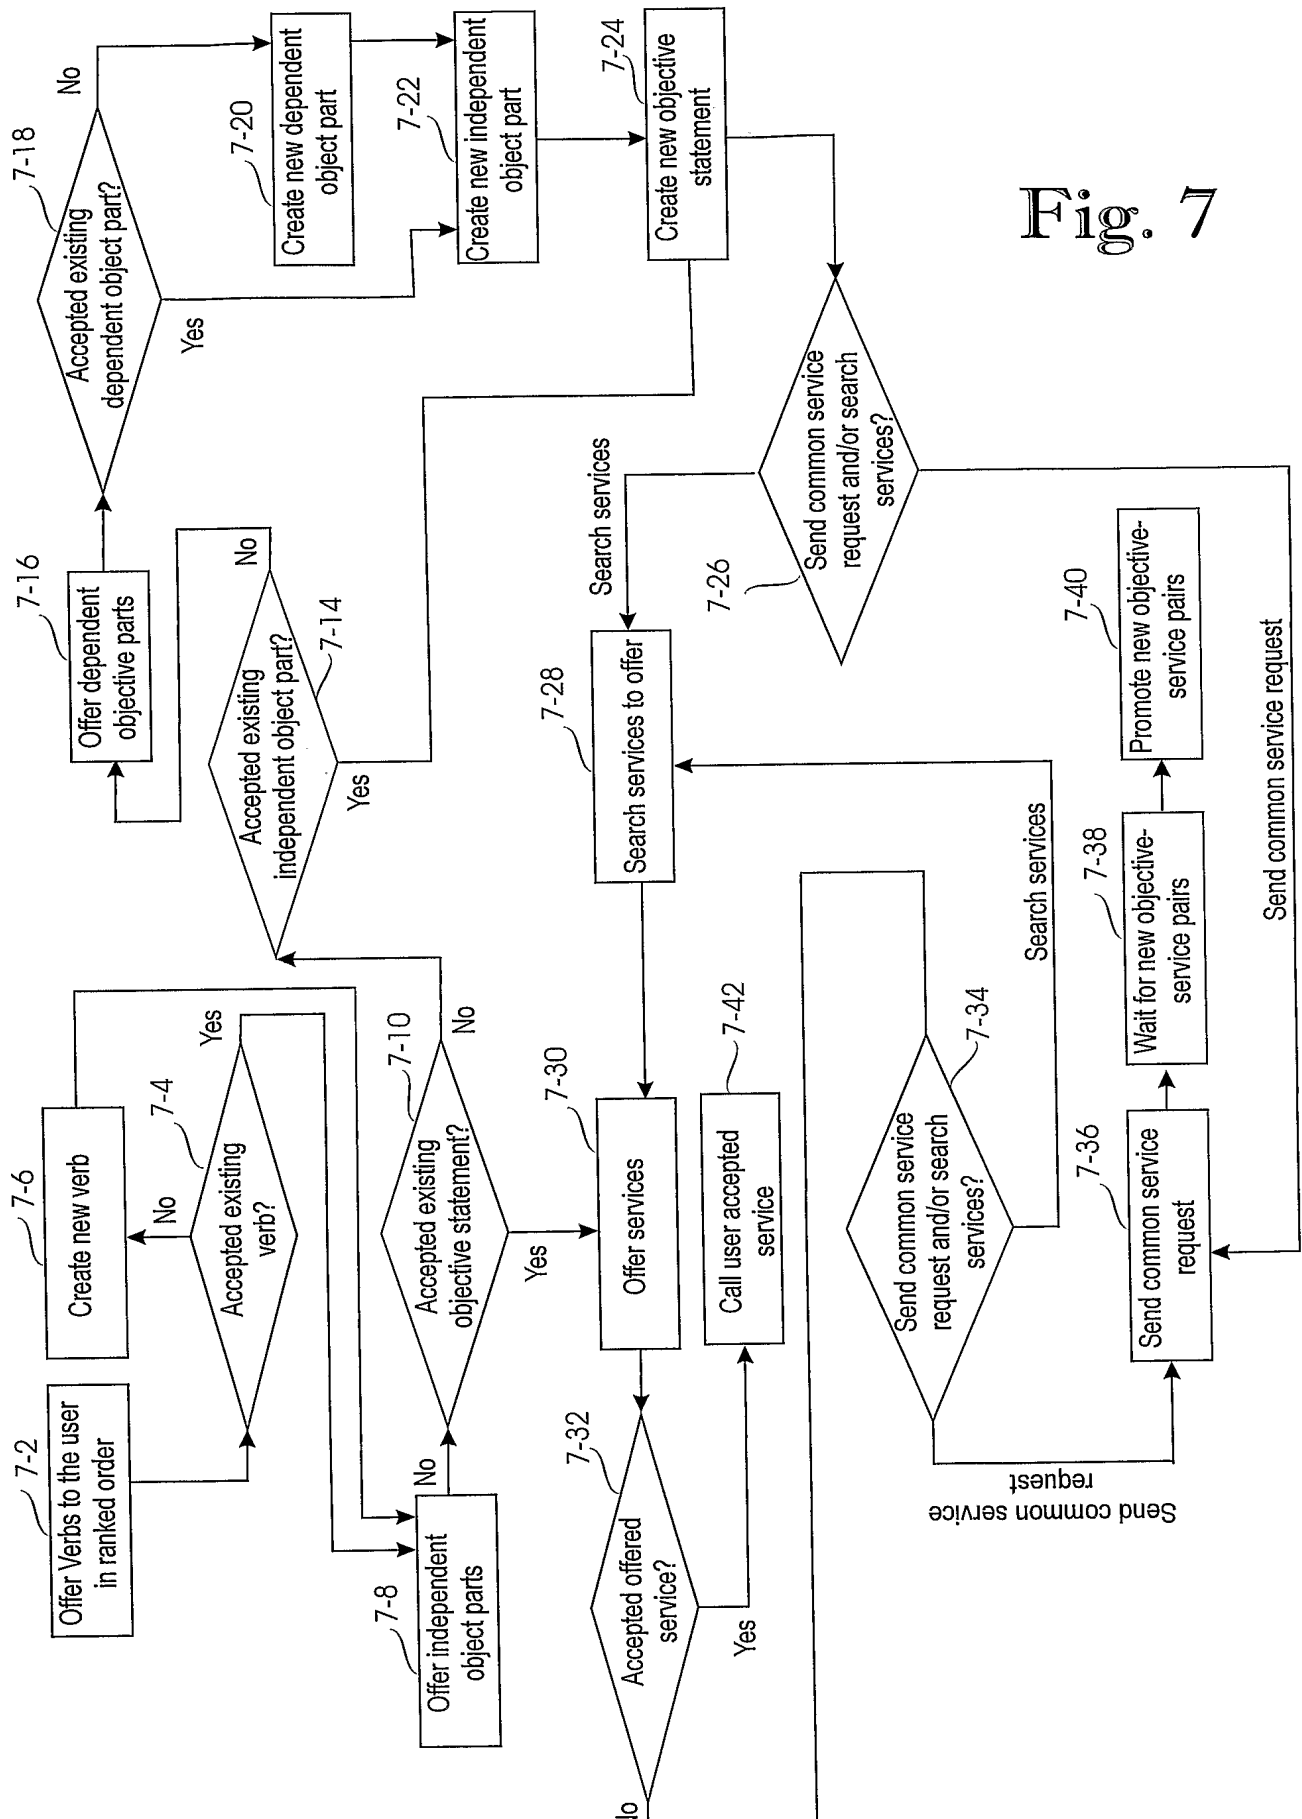 7-2
Offer Verbs to the user
in ranked order
7-6
Create new verb
No
7-4
Accepted existing
verb?
Yes
7-8
Offer independent
object parts
No
7-10
Accepted existing
objective statement?
No
Yes
7-14
Accepted existing
independent object part?
No
Yes
7-16
Offer dependent
objective parts
7-18
Accepted existing
dependent object part?
No
Yes
7-20
Create new dependent
object part
7-22
Create new independent
object part
7-24
Create new objective
statement
7-26
Send common service
request and/or search
services?
Search services
7-28
Search services to offer
7-30
Offer services
7-32
Accepted offered
service?
No
Yes
7-42
Call user accepted
service
7-34
Send common service
request and/or search
services?
Search services
Send common service
request
7-36
Send common service
request
7-38
Wait for new objective-
service pairs
7-40
Promote new objective-
service pairs
Send common service request
Fig. 7